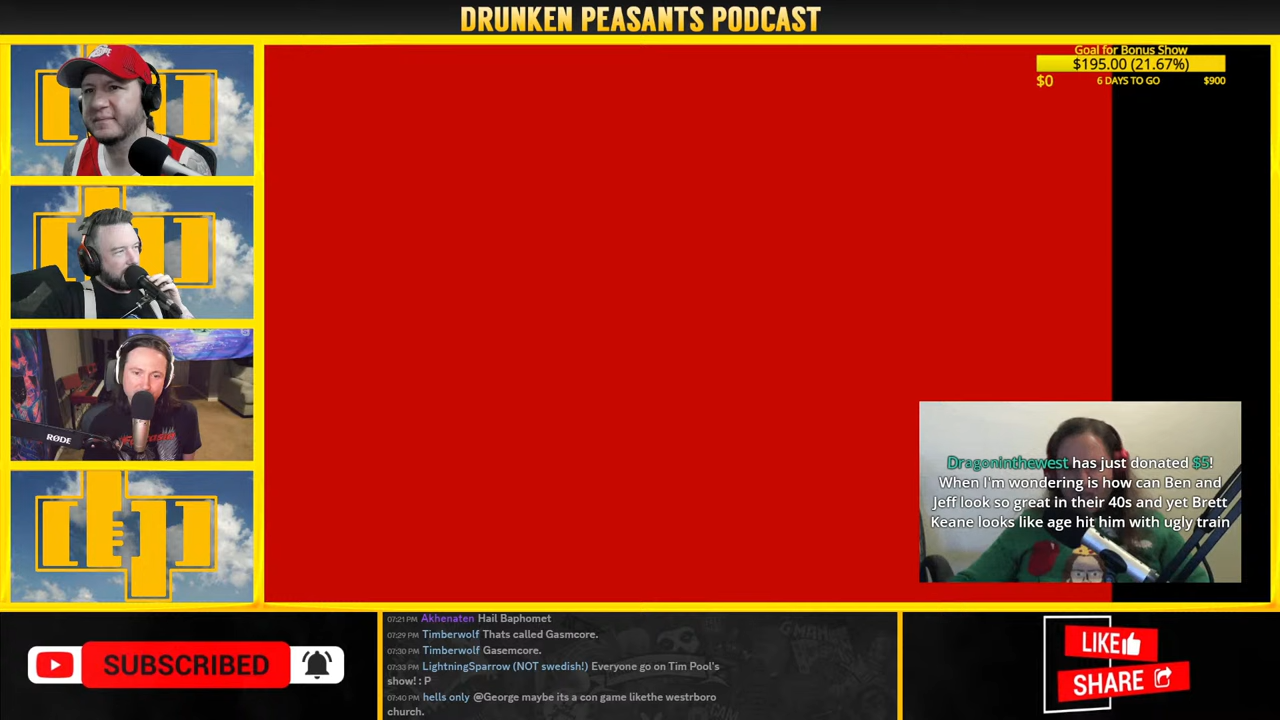 DRUNKEN PEASANTS PODCAST
Goal for Bonus Show
$195.00 (21.67%)
$0 6 DAYS TO GO $900
RØDE
Dragoninthewest has just donated $5!
When I'm wondering is how can Ben and
Jeff look so great in their 40s and yet Brett
Keane looks like age hit him with ugly train
07:21 PM Akhenaten Hail Baphomet
07:29 PM Timberwolf Thats called Gasmcore.
07:30 PM Timberwolf Gasemcore.
07:33 PM LightningSparrow (NOT swedish!) Everyone go on Tim Pool's
show! : P
07:40 PM hells only @George maybe its a con game likethe westrboro
church.
SUBSCRIBED
LIKE
SHARE